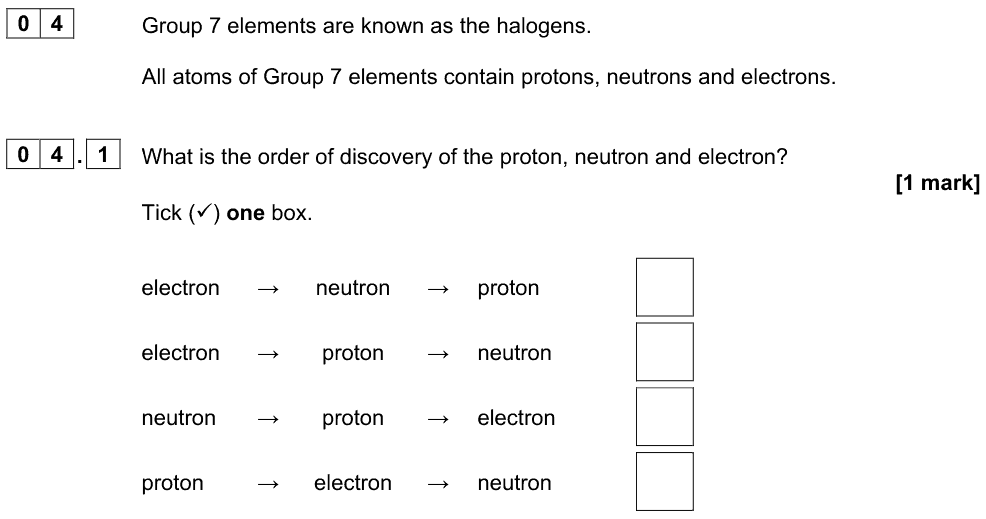 0 4 Group 7 elements are known as the halogens.
All atoms of Group 7 elements contain protons, neutrons and electrons.
0 4 . 1 What is the order of discovery of the proton, neutron and electron?
[1 mark]
Tick (✓) one box.
electron → neutron → proton
electron → proton → neutron
neutron → proton → electron
proton → electron → neutron